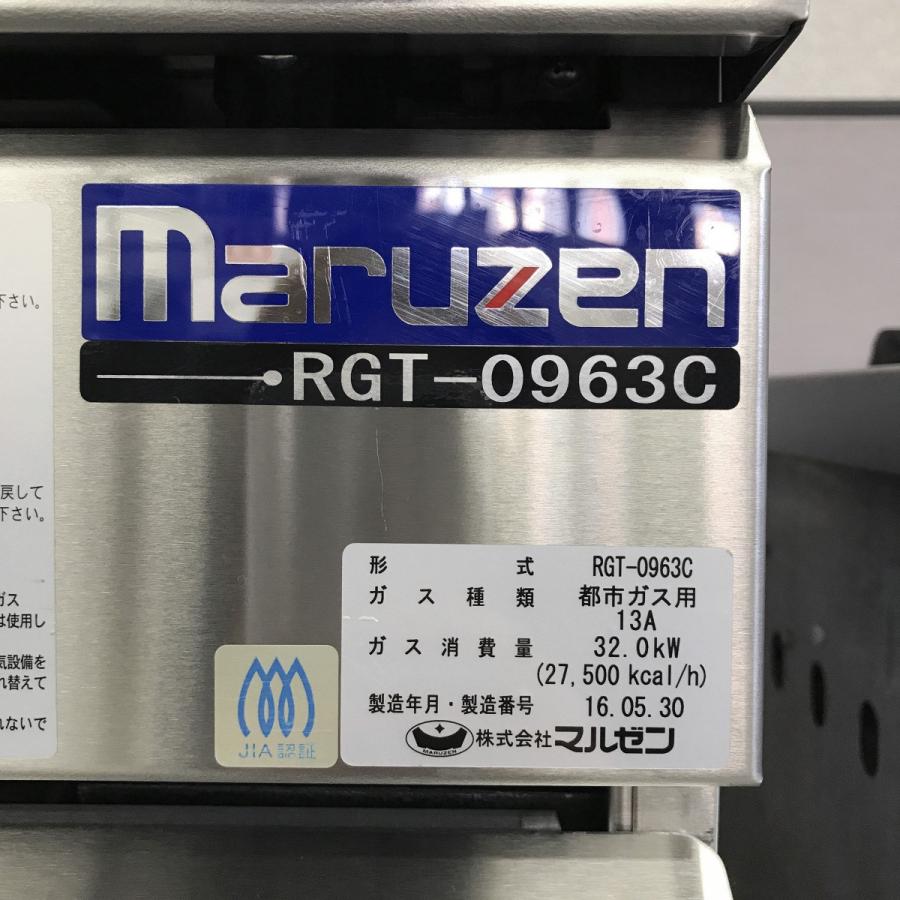 maruzen
RGT-0963C
下さい。
戻して
下さい。
ガス
は使用し
気設備を
れ替えて
れないで
形式 RGT-0963C
ガス種類 都市ガス用
13A
ガス消費量 32.0kW
(27,500 kcal/h)
製造年月・製造番号 16.05.30
MARUZEN 株式会社マルゼン
JIA認証